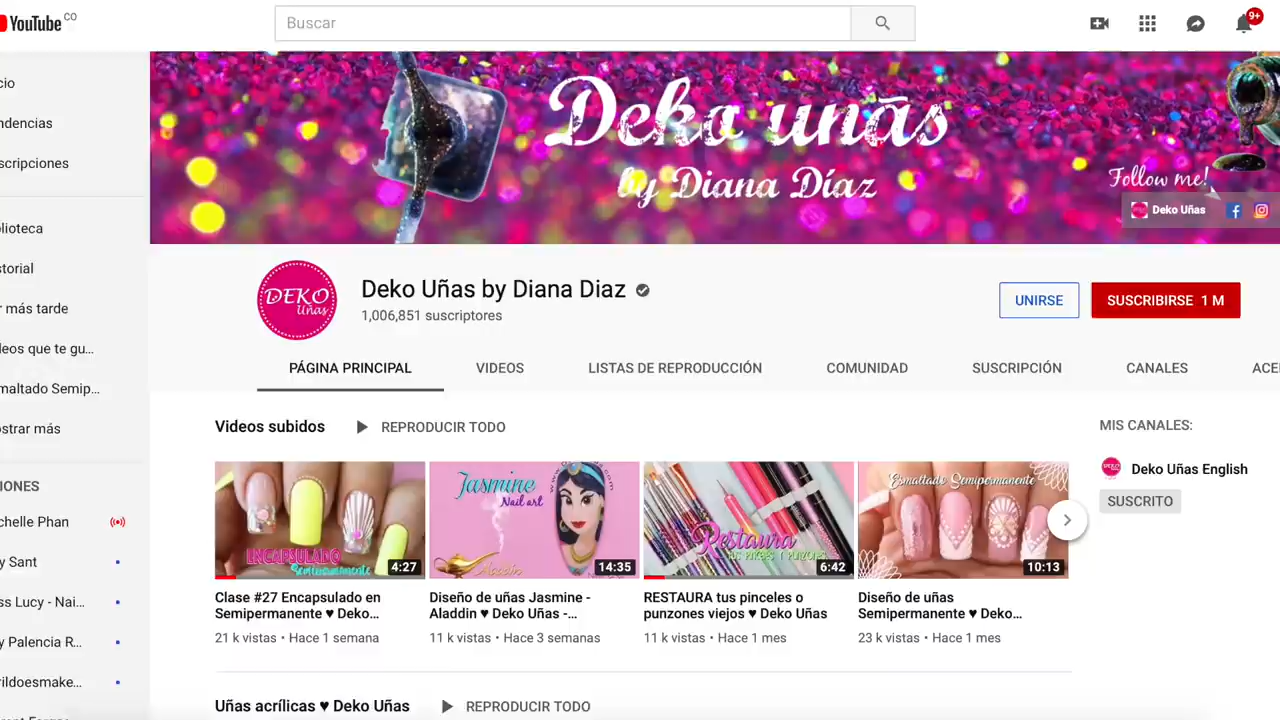 YouTube CO
Buscar
9+
cio
ndencias
scripciones
lioteca
storial
r más tarde
leos que te gu...
maltado Semip...
ostrar más
IONES
chelle Phan
y Sant
ss Lucy - Nai...
y Palencia R...
rildoesmake...
Deko uñas
by Diana Díaz
Follow me!
Deko Uñas
DEKO
Uñas
Deko Uñas by Diana Diaz
1,006,851 suscriptores
UNIRSE
SUSCRIBIRSE 1 M
PÁGINA PRINCIPAL
VIDEOS
LISTAS DE REPRODUCCIÓN
COMUNIDAD
SUSCRIPCIÓN
CANALES
ACE
Videos subidos
REPRODUCIR TODO
ENCAPSULADO
Semipermanente
4:27
Clase #27 Encapsulado en
Semipermanente ♥ Deko...
21 k vistas • Hace 1 semana
Jasmine
Nail art
Aladdin
14:35
Diseño de uñas Jasmine -
Aladdin ♥ Deko Uñas -...
11 k vistas • Hace 3 semanas
Restaura
TUS PINCELES Y PUNZONES
6:42
RESTAURA tus pinceles o
punzones viejos ♥ Deko Uñas
11 k vistas • Hace 1 mes
Esmaltado Semipermanente
10:13
Diseño de uñas
Semipermanente ♥ Deko...
23 k vistas • Hace 1 mes
MIS CANALES:
Deko Uñas English
SUSCRITO
Uñas acrílicas ♥ Deko Uñas
REPRODUCIR TODO